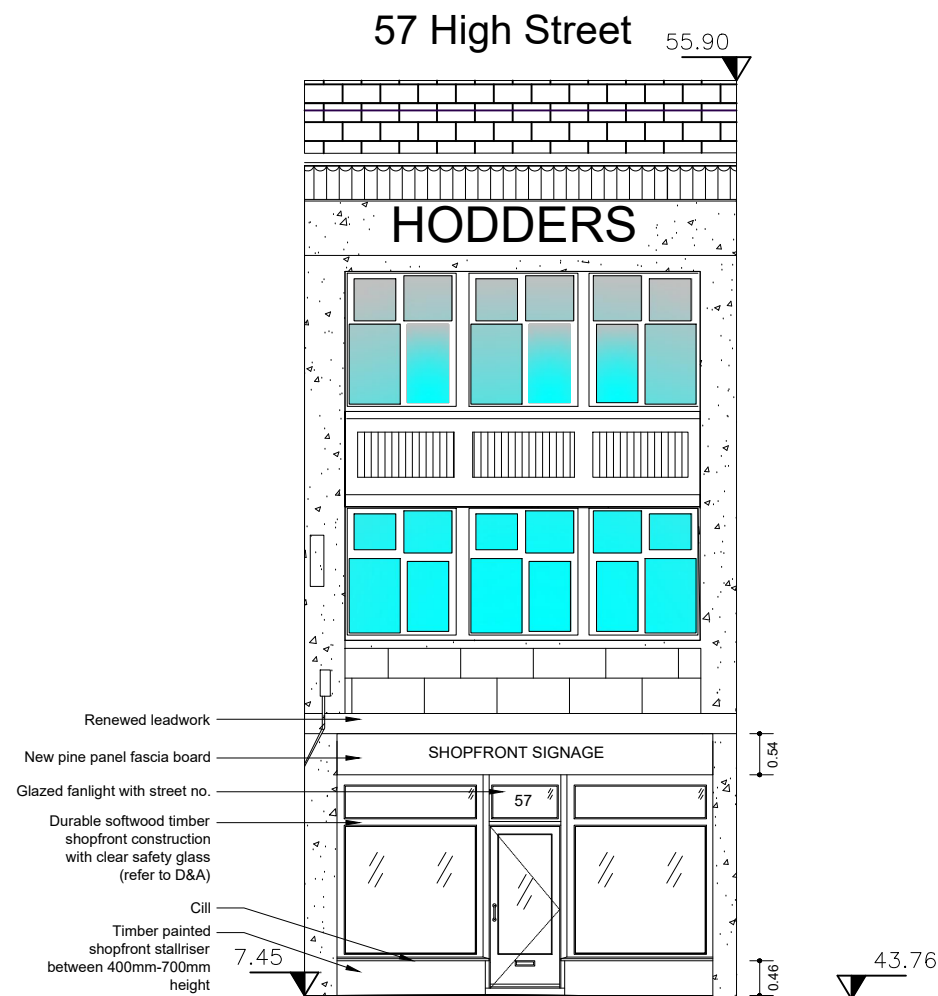 57 High Street
55.90
HODDERS
Renewed leadwork
New pine panel fascia board
SHOPFRONT SIGNAGE
0.54
Glazed fanlight with street no.
57
Durable softwood timber
shopfront construction
with clear safety glass
(refer to D&A)
Cill
Timber painted
shopfront stallriser
between 400mm-700mm
height
7.45
0.46
43.76